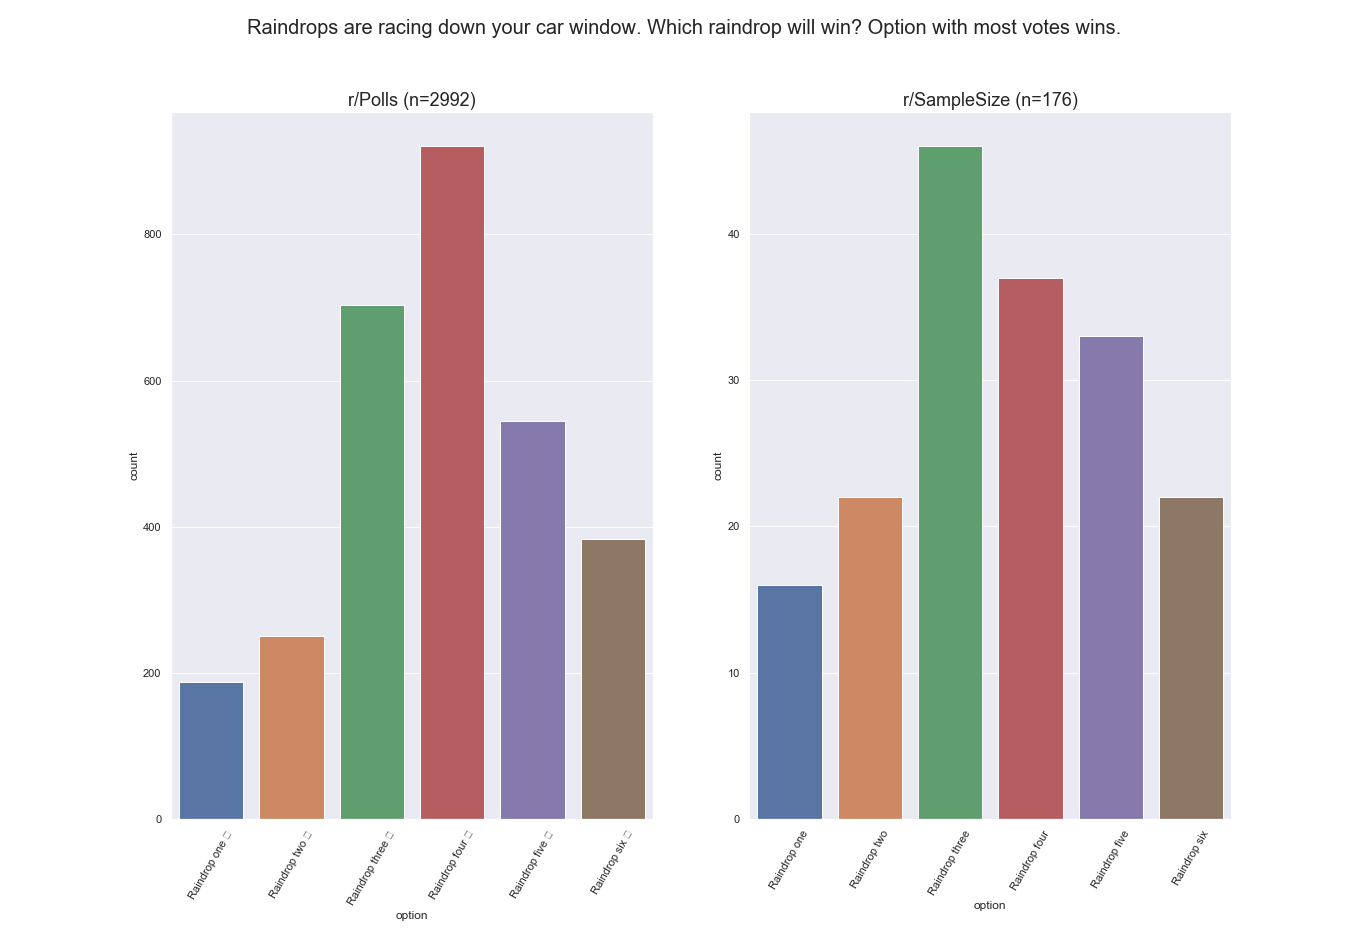 Raindrops are racing down your car window. Which raindrop will win? Option with most votes wins.
r/Polls (n=2992)
800
600
400
200
0
count
Raindrop one □
Raindrop two □
Raindrop three □
Raindrop four □
Raindrop five □
Raindrop six □
option
r/SampleSize (n=176)
40
30
20
10
0
count
Raindrop one
Raindrop two
Raindrop three
Raindrop four
Raindrop five
Raindrop six
option